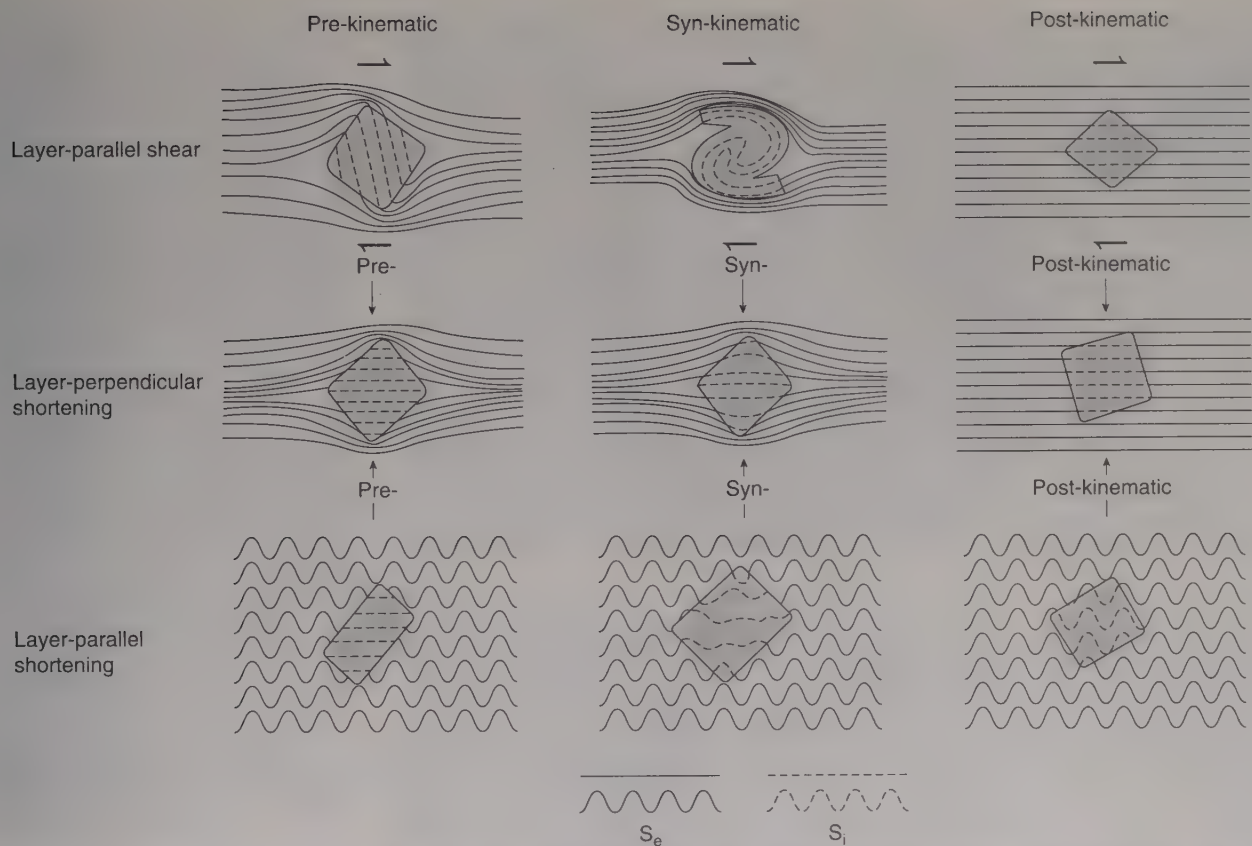 Pre-kinematic
Syn-kinematic
Post-kinematic
Layer-parallel shear
Pre-
Syn-
Post-kinematic
Layer-perpendicular
shortening
Pre-
Syn-
Post-kinematic
Layer-parallel
shortening
Se
Si